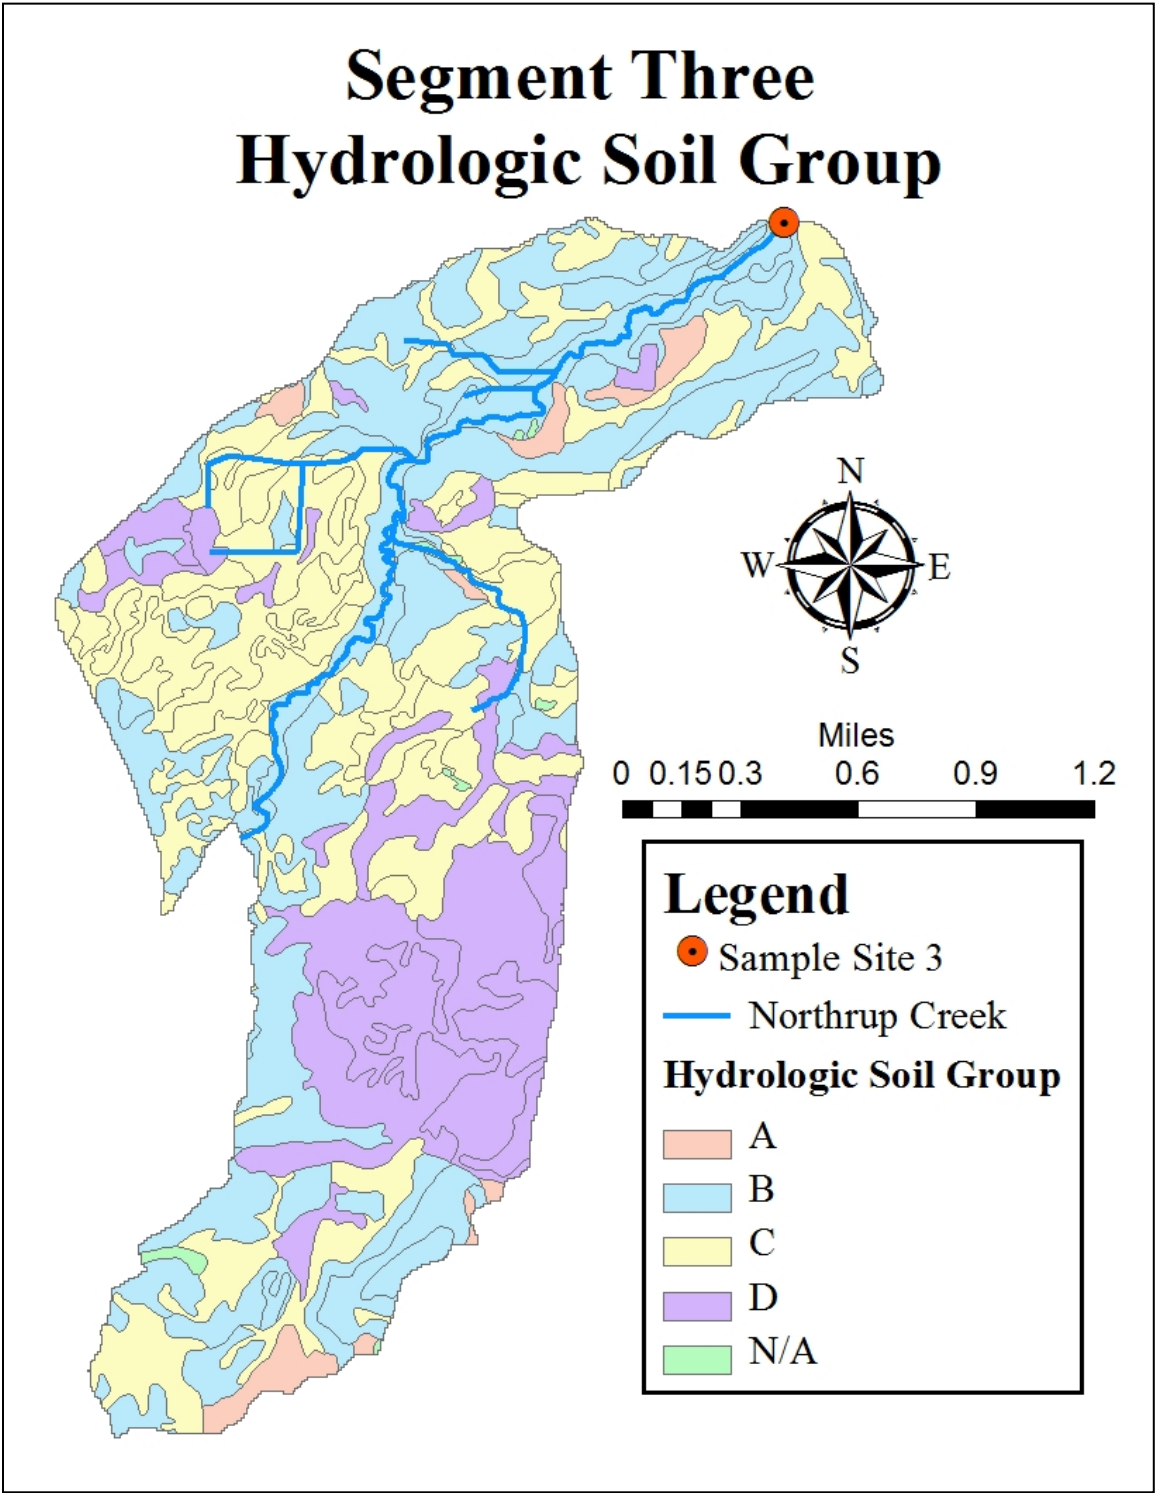 Segment Three
Hydrologic Soil Group
N
W E
S
Miles
0 0.15 0.3 0.6 0.9 1.2
Legend
Sample Site 3
Northrup Creek
Hydrologic Soil Group
A
B
C
D
N/A